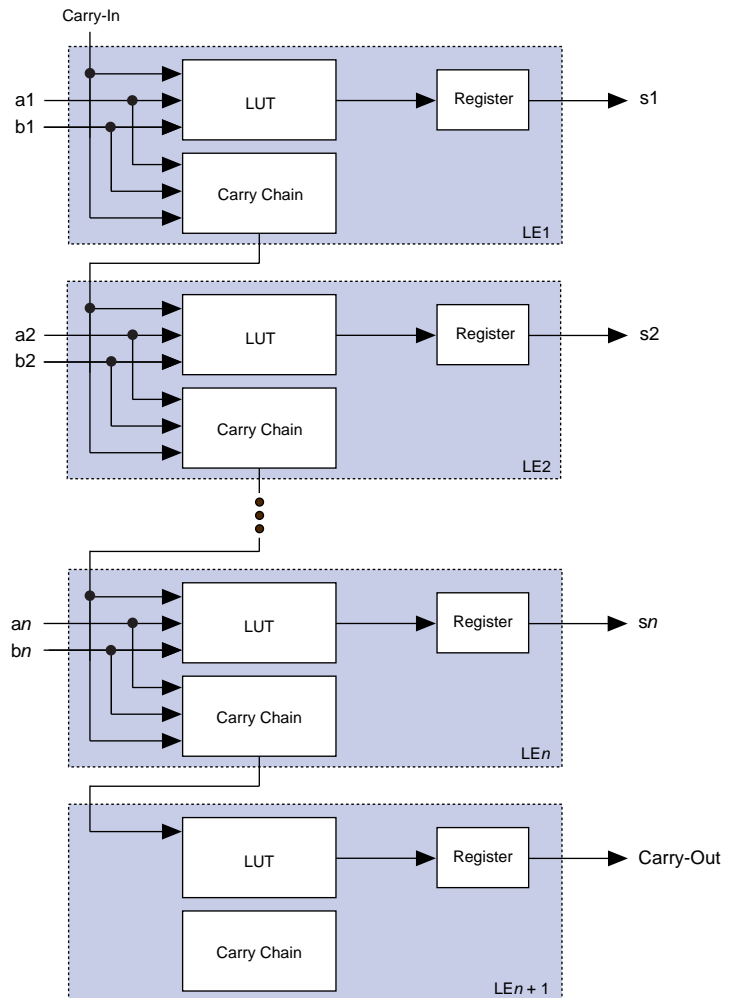 Carry-In
a1
b1
LUT
Register
s1
Carry Chain
LE1
a2
b2
LUT
Register
s2
Carry Chain
LE2
an
bn
LUT
Register
sn
Carry Chain
LEn
LUT
Register
Carry-Out
Carry Chain
LEn + 1